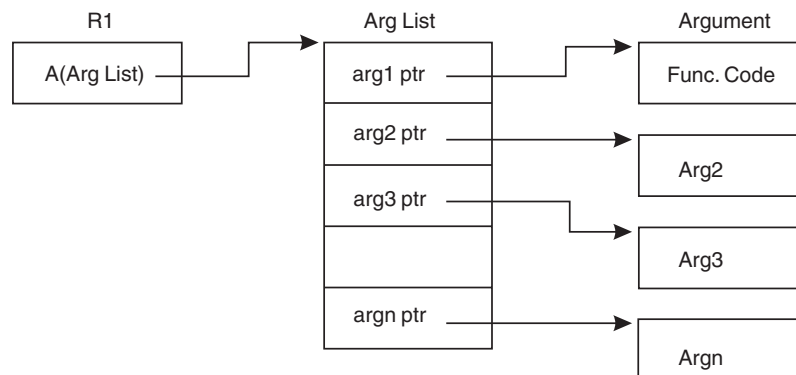 R1 Arg List Argument
A(Arg List) arg1 ptr Func. Code
arg2 ptr Arg2
arg3 ptr Arg3
argn ptr Argn